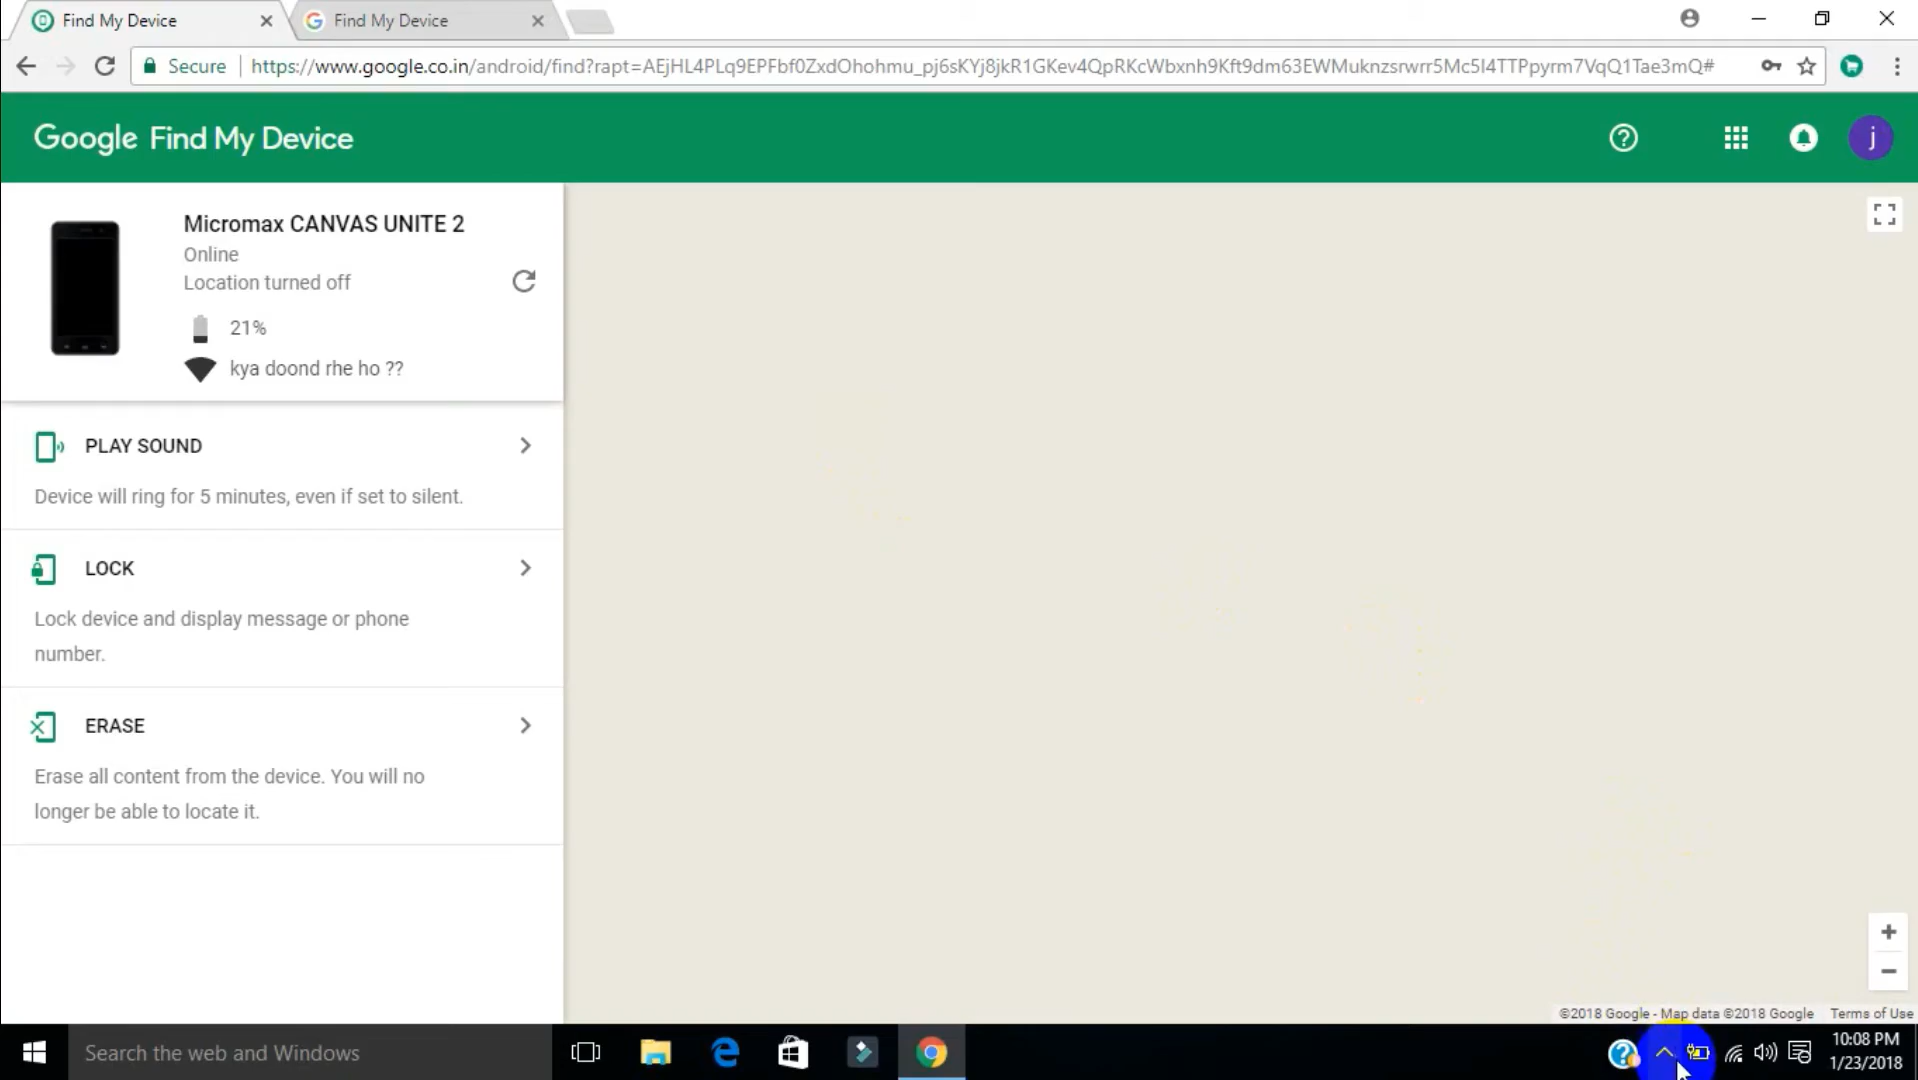 Find My Device
Find My Device
Secure
https://www.google.co.in/android/find?rapt=AEjHL4PLq9EPFbf0ZxdOhohmu_pj6sKYj8jkR1GKev4QpRKcWbxnh9Kft9dm63EWMuknzsrwrr5Mc5I4TTPpyrm7VqQ1Tae3mQ#
Google Find My Device
j
Micromax CANVAS UNITE 2
Online
Location turned off
21%
kya doond rhe ho ??
PLAY SOUND
Device will ring for 5 minutes, even if set to silent.
LOCK
Lock device and display message or phone
number.
ERASE
Erase all content from the device. You will no
longer be able to locate it.
©2018 Google - Map data ©2018 Google
Terms of Use
Search the web and Windows
10:08 PM
1/23/2018